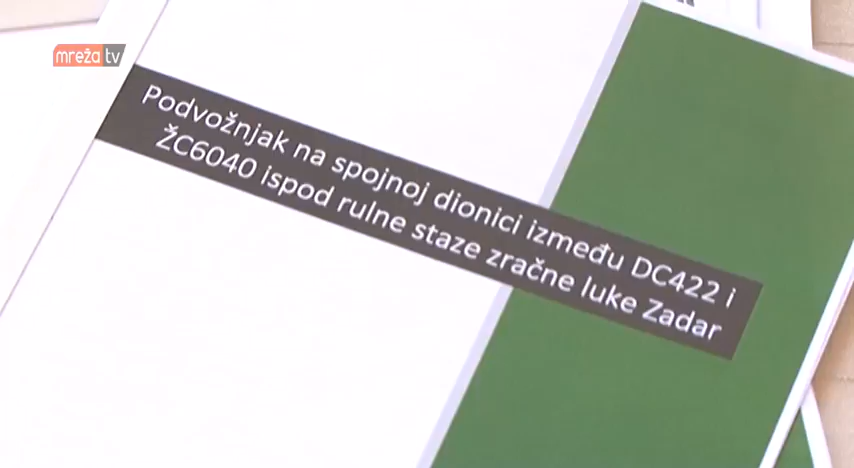 mreža tv
Podvožnjak na spojnoj dionici između DC422 i
ŽC6040 ispod rulne staze zračne luke Zadar